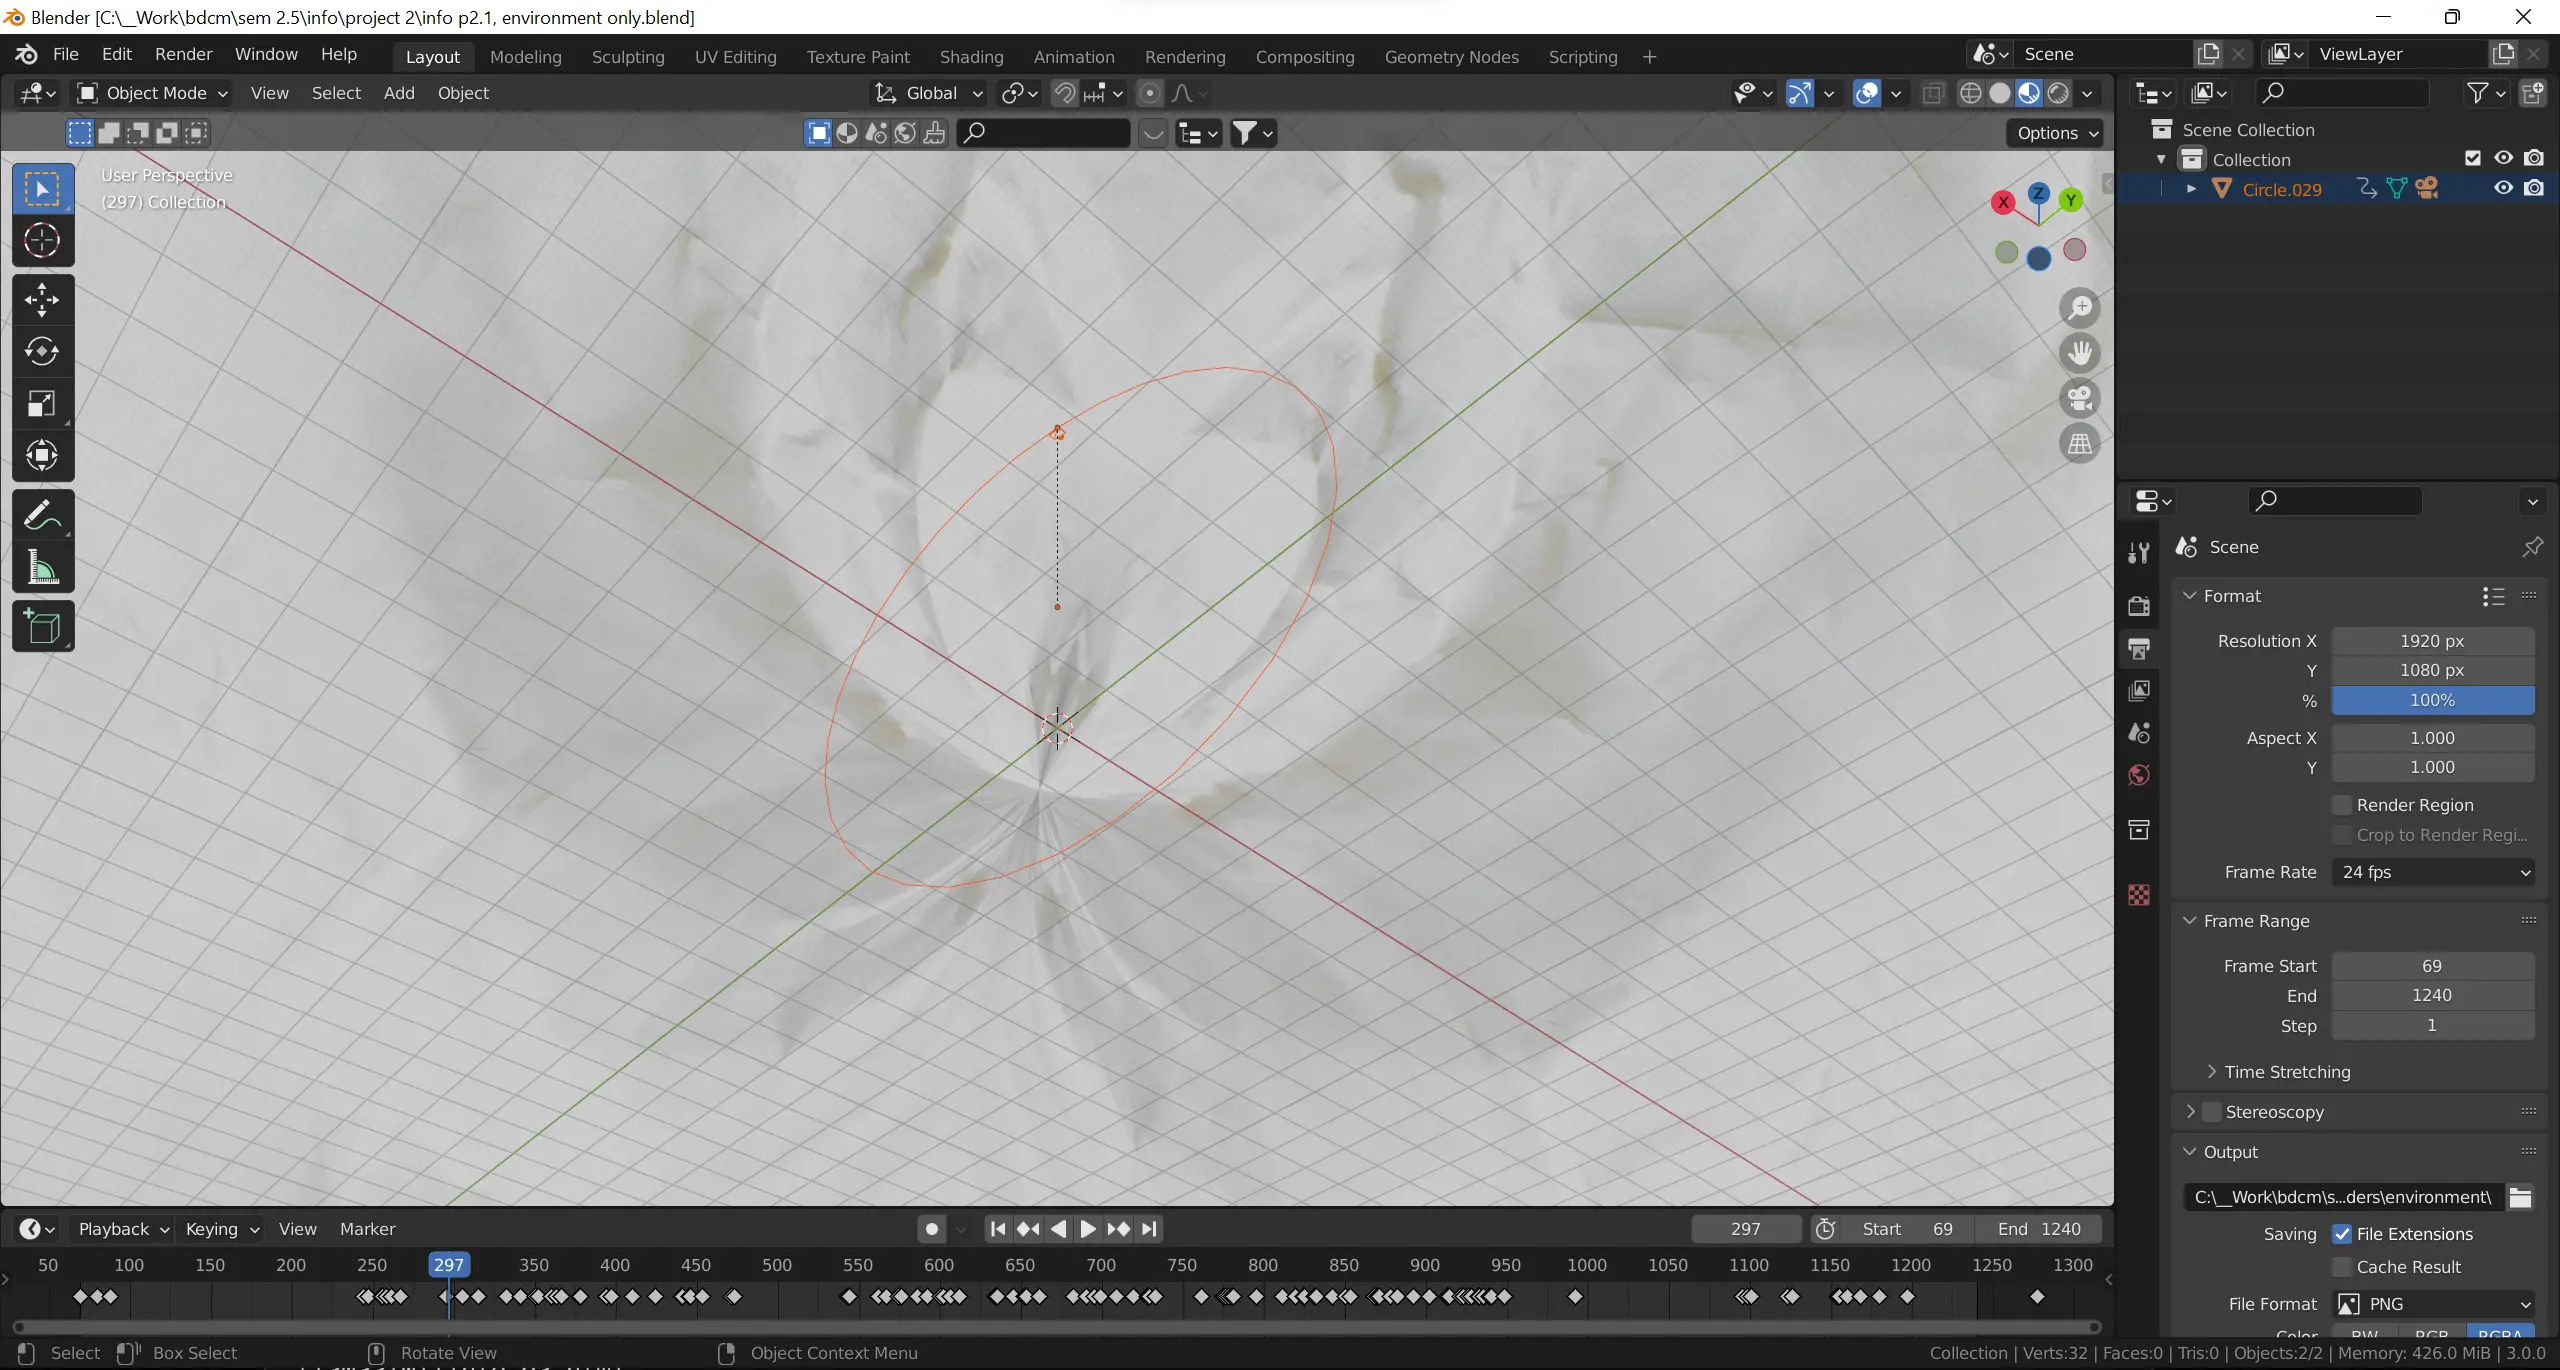 Blender [C:\__Work\bdcm\sem 2.5\info\project 2\info p2.1, environment only.blend]
File Edit Render Window Help Layout Modeling Sculpting UV Editing Texture Paint Shading Animation Rendering Compositing Geometry Nodes Scripting + Scene ViewLayer
Object Mode View Select Add Object Global
Options
User Perspective
(297) Collection
X Z Y
Scene Collection
Collection
Circle.029
Scene
Format
Resolution X 1920 px
Y 1080 px
% 100%
Aspect X 1.000
Y 1.000
Render Region
Crop to Render Regi...
Frame Rate 24 fps
Frame Range
Frame Start 69
End 1240
Step 1
Time Stretching
Stereoscopy
Output
C:\__Work\bdcm\s...ders\environment\
Saving File Extensions
Cache Result
File Format PNG
Color BW RGB RGBA
Playback Keying View Marker 297 Start 69 End 1240
50 100 150 200 250 297 350 400 450 500 550 600 650 700 750 800 850 900 950 1000 1050 1100 1150 1200 1250 1300
Select Box Select Rotate View Object Context Menu Collection | Verts:32 | Faces:0 | Tris:0 | Objects:2/2 | Memory: 426.0 MiB | 3.0.0